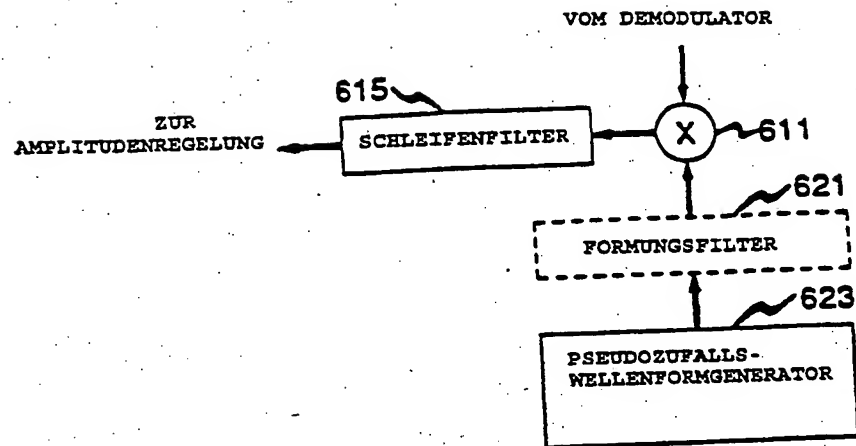 VOM DEMODULATOR
615
ZUR
AMPLITUDENREGELUNG
SCHLEIFENFILTER
X
611
621
FORMUNGSFILTER
623
PSEUDOZUFALLS-
WELLENFORMGENERATOR